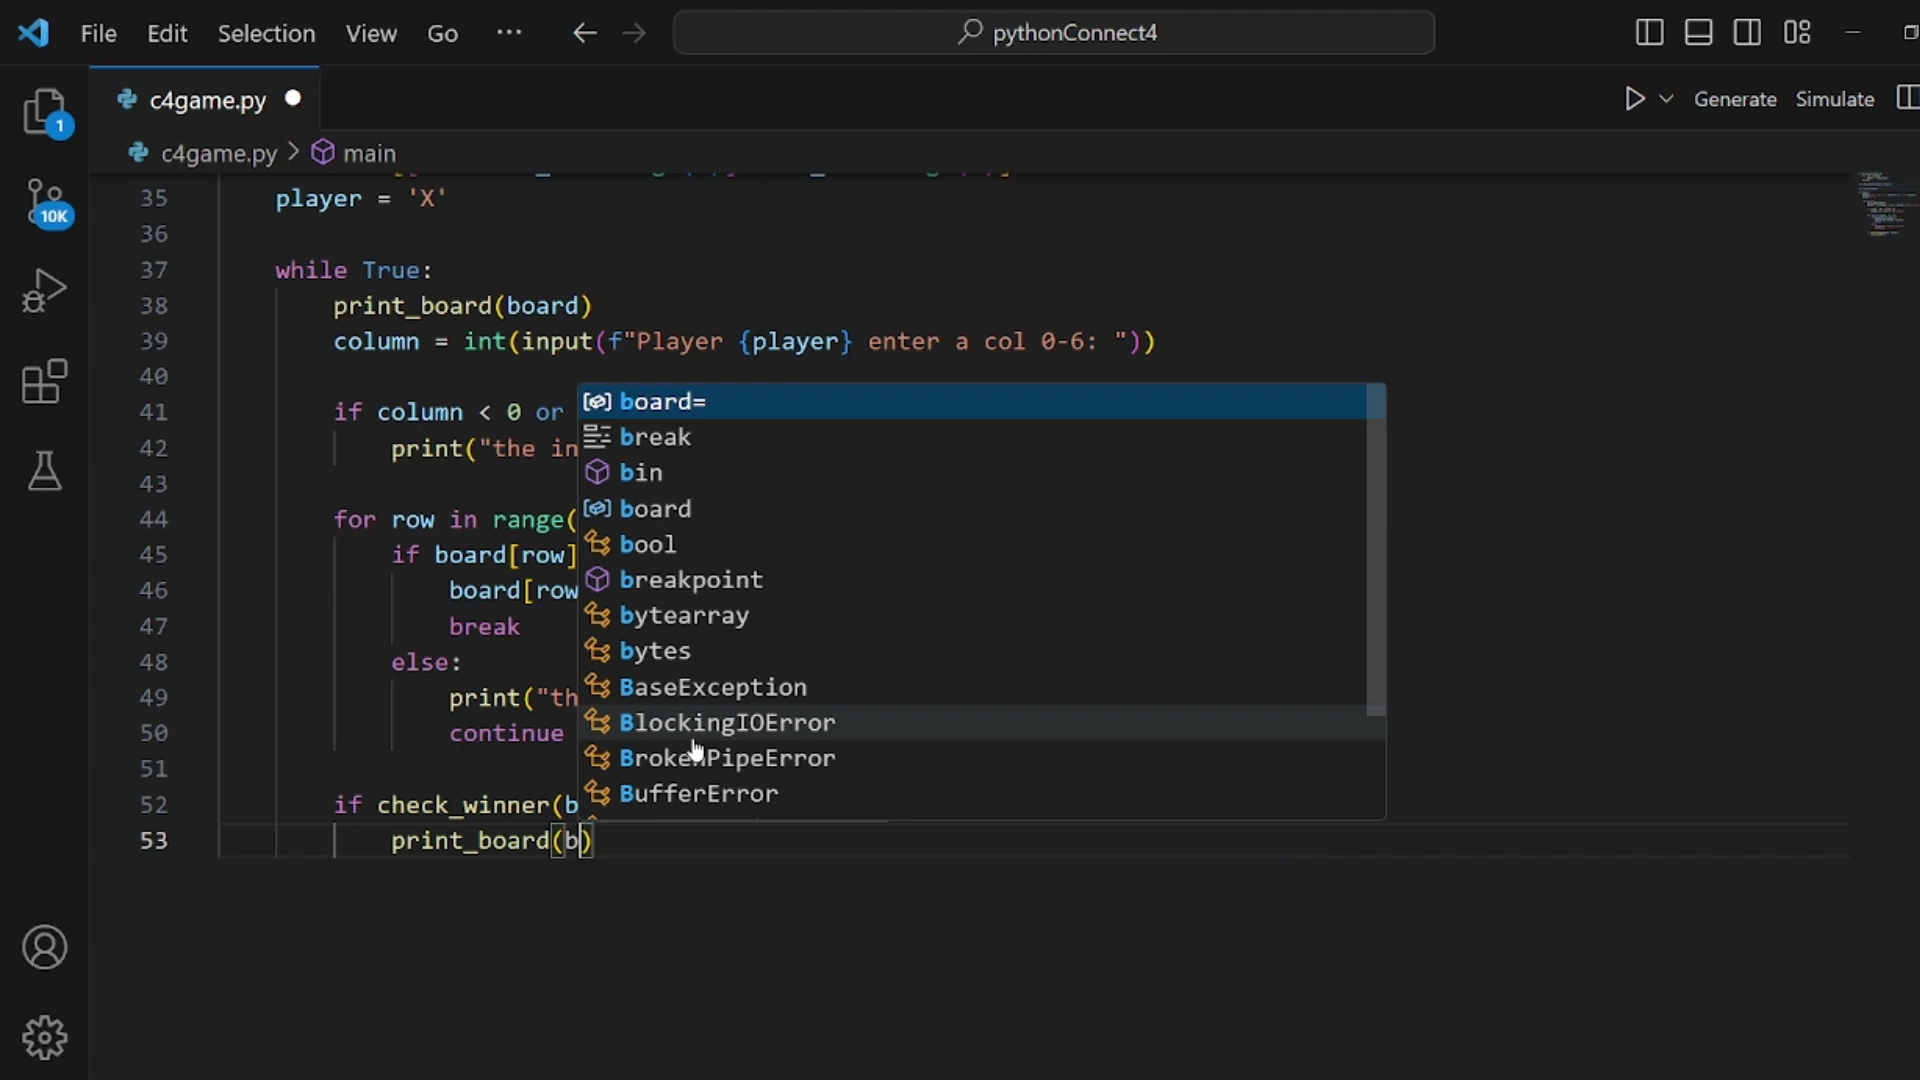 File Edit Selection View Go ··· pythonConnect4
c4game.py Generate Simulate
c4game.py > main
1
10K
35 player = 'X'
36
37 while True:
38 print_board(board)
39 column = int(input(f"Player {player} enter a col 0-6: "))
40
41 if column < 0 or
42 print("the in
43
44 for row in range(
45 if board[row]
46 board[row
47 break
48 else:
49 print("th
50 continue
51
52 if check_winner(b
53 print_board(b)
board=
break
bin
board
bool
breakpoint
bytearray
bytes
BaseException
BlockingIOError
BrokenPipeError
BufferError